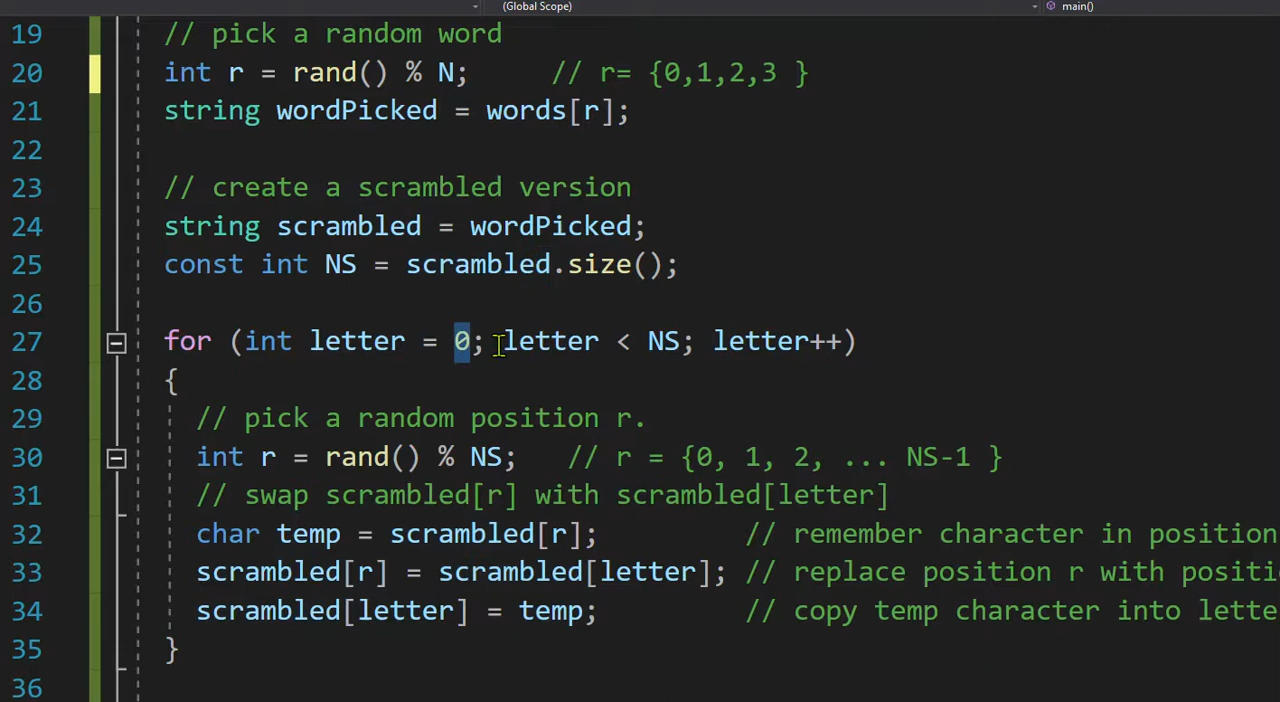 (Global Scope) main()
19 // pick a random word
20 int r = rand() % N; // r= {0,1,2,3 }
21 string wordPicked = words[r];
22
23 // create a scrambled version
24 string scrambled = wordPicked;
25 const int NS = scrambled.size();
26
27 for (int letter = 0; letter < NS; letter++)
28 {
29 // pick a random position r.
30 int r = rand() % NS; // r = {0, 1, 2, ... NS-1 }
31 // swap scrambled[r] with scrambled[letter]
32 char temp = scrambled[r]; // remember character in position
33 scrambled[r] = scrambled[letter]; // replace position r with positi
34 scrambled[letter] = temp; // copy temp character into lette
35 }
36